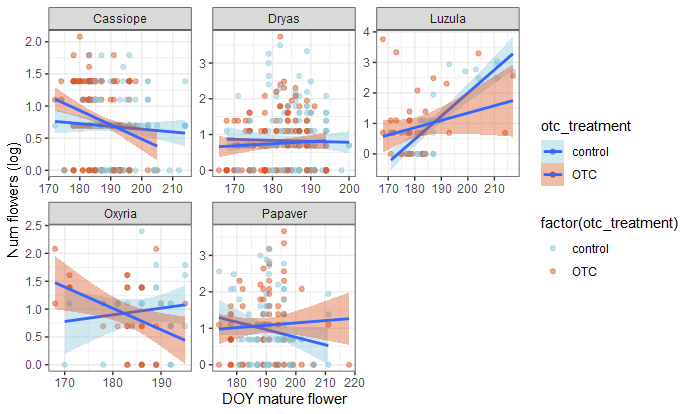 Cassiope Dryas Luzula
2.0
1.5
1.0
0.5
0.0
170 180 190 200 210
3
2
1
0
170 180 190 200
4
3
2
1
0
170 180 190 200 210
Oxyria Papaver
2.5
2.0
1.5
1.0
0.5
0.0
170 180 190
3
2
1
0
180 190 200 210 220
Num flowers (log)
DOY mature flower
otc_treatment
control
OTC
factor(otc_treatment)
control
OTC